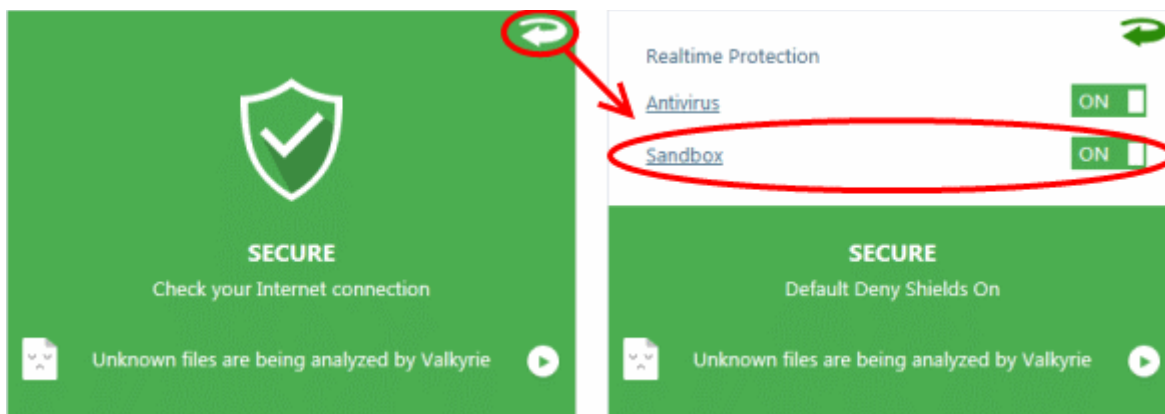 SECURE
Check your Internet connection
Unknown files are being analyzed by Valkyrie
Realtime Protection
Antivirus ON
Sandbox ON
SECURE
Default Deny Shields On
Unknown files are being analyzed by Valkyrie